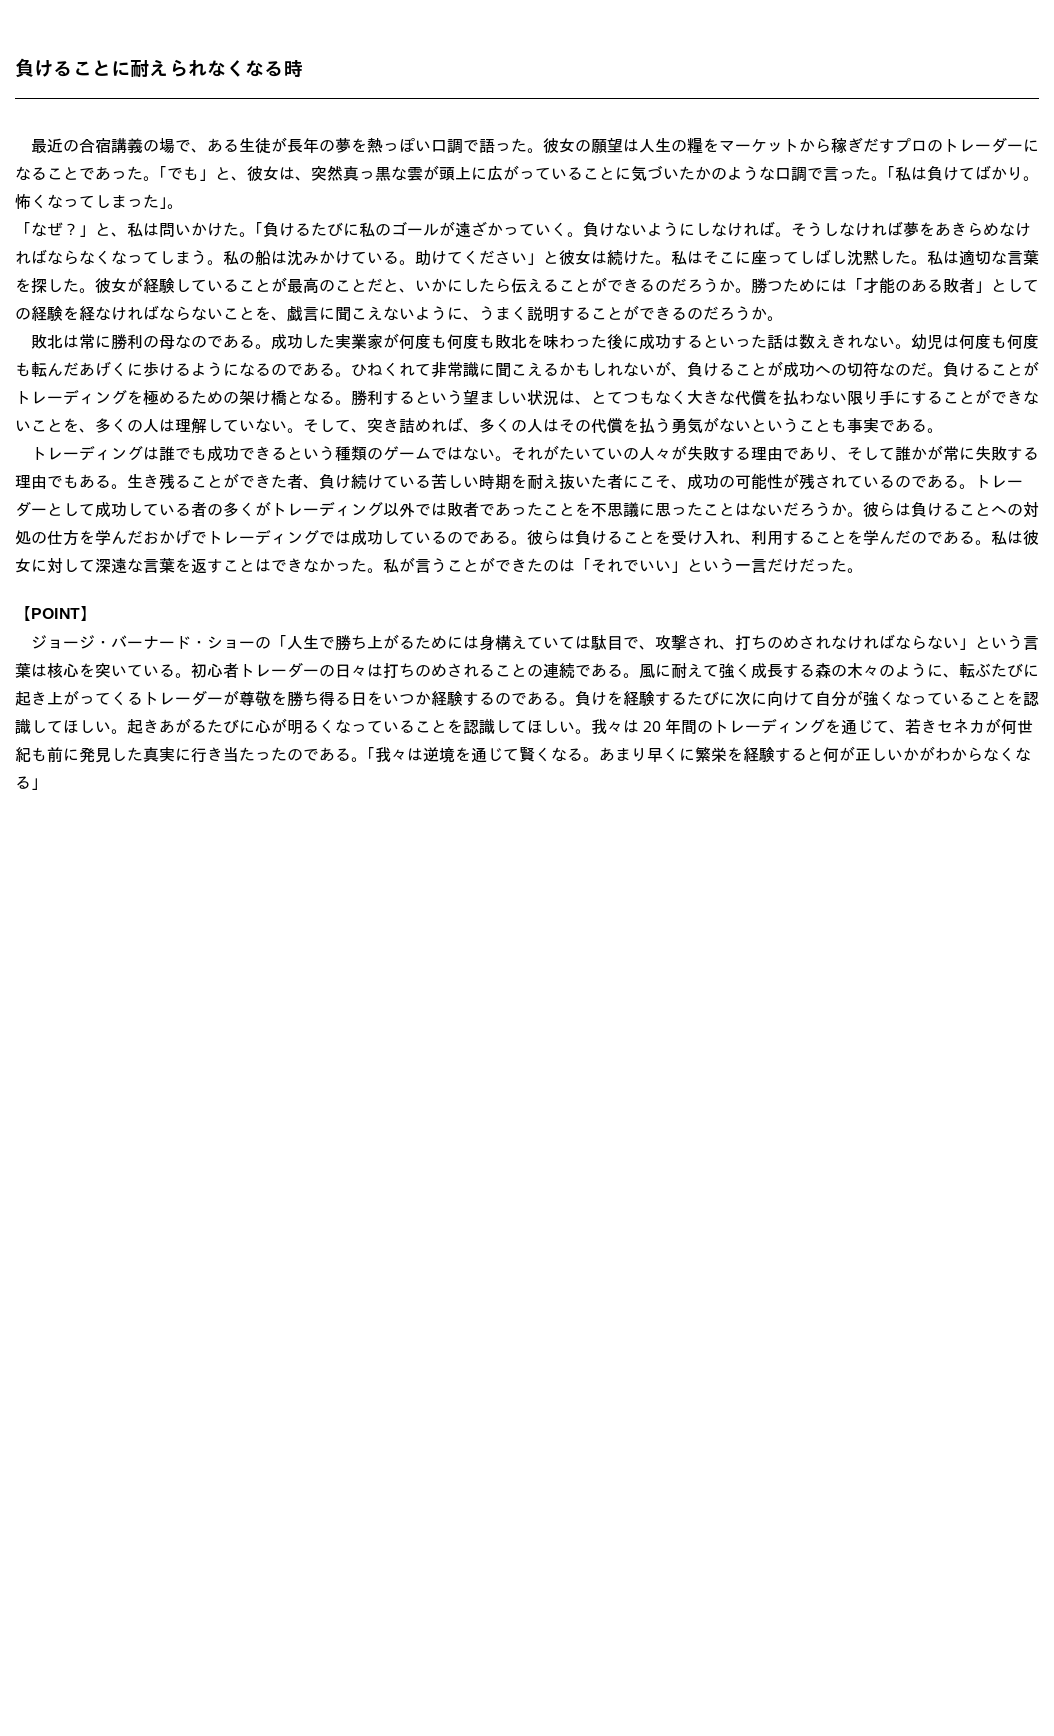 負けることに耐えられなくなる時
最近の合宿講義の場で、ある生徒が長年の夢を熱っぽい口調で語った。彼女の願望は人生の糧をマーケットから稼ぎだすプロのトレーダーに
なることであった。「でも」と、彼女は、突然真っ黒な雲が頭上に広がっていることに気づいたかのような口調で言った。「私は負けてばかり。
怖くなってしまった」。
「なぜ？」と、私は問いかけた。「負けるたびに私のゴールが遠ざかっていく。負けないようにしなければ。そうしなければ夢をあきらめなけ
ればならなくなってしまう。私の船は沈みかけている。助けてください」と彼女は続けた。私はそこに座ってしばし沈黙した。私は適切な言葉
を探した。彼女が経験していることが最高のことだと、いかにしたら伝えることができるのだろうか。勝つためには「才能のある敗者」として
の経験を経なければならないことを、戯言に聞こえないように、うまく説明することができるのだろうか。
敗北は常に勝利の母なのである。成功した実業家が何度も何度も敗北を味わった後に成功するといった話は数えきれない。幼児は何度も何度
も転んだあげくに歩けるようになるのである。ひねくれて非常識に聞こえるかもしれないが、負けることが成功への切符なのだ。負けることが
トレーディングを極めるための架け橋となる。勝利するという望ましい状況は、とてつもなく大きな代償を払わない限り手にすることができな
いことを、多くの人は理解していない。そして、突き詰めれば、多くの人はその代償を払う勇気がないということも事実である。
トレーディングは誰でも成功できるという種類のゲームではない。それがたいていの人々が失敗する理由であり、そして誰かが常に失敗する
理由でもある。生き残ることができた者、負け続けている苦しい時期を耐え抜いた者にこそ、成功の可能性が残されているのである。トレー
ダーとして成功している者の多くがトレーディング以外では敗者であったことを不思議に思ったことはないだろうか。彼らは負けることへの対
処の仕方を学んだおかげでトレーディングでは成功しているのである。彼らは負けることを受け入れ、利用することを学んだのである。私は彼
女に対して深遠な言葉を返すことはできなかった。私が言うことができたのは「それでいい」という一言だけだった。
【POINT】
ジョージ・バーナード・ショーの「人生で勝ち上がるためには身構えていては駄目で、攻撃され、打ちのめされなければならない」という言
葉は核心を突いている。初心者トレーダーの日々は打ちのめされることの連続である。風に耐えて強く成長する森の木々のように、転ぶたびに
起き上がってくるトレーダーが尊敬を勝ち得る日をいつか経験するのである。負けを経験するたびに次に向けて自分が強くなっていることを認
識してほしい。起きあがるたびに心が明るくなっていることを認識してほしい。我々は 20 年間のトレーディングを通じて、若きセネカが何世
紀も前に発見した真実に行き当たったのである。「我々は逆境を通じて賢くなる。あまり早くに繁栄を経験すると何が正しいかがわからなくな
る」